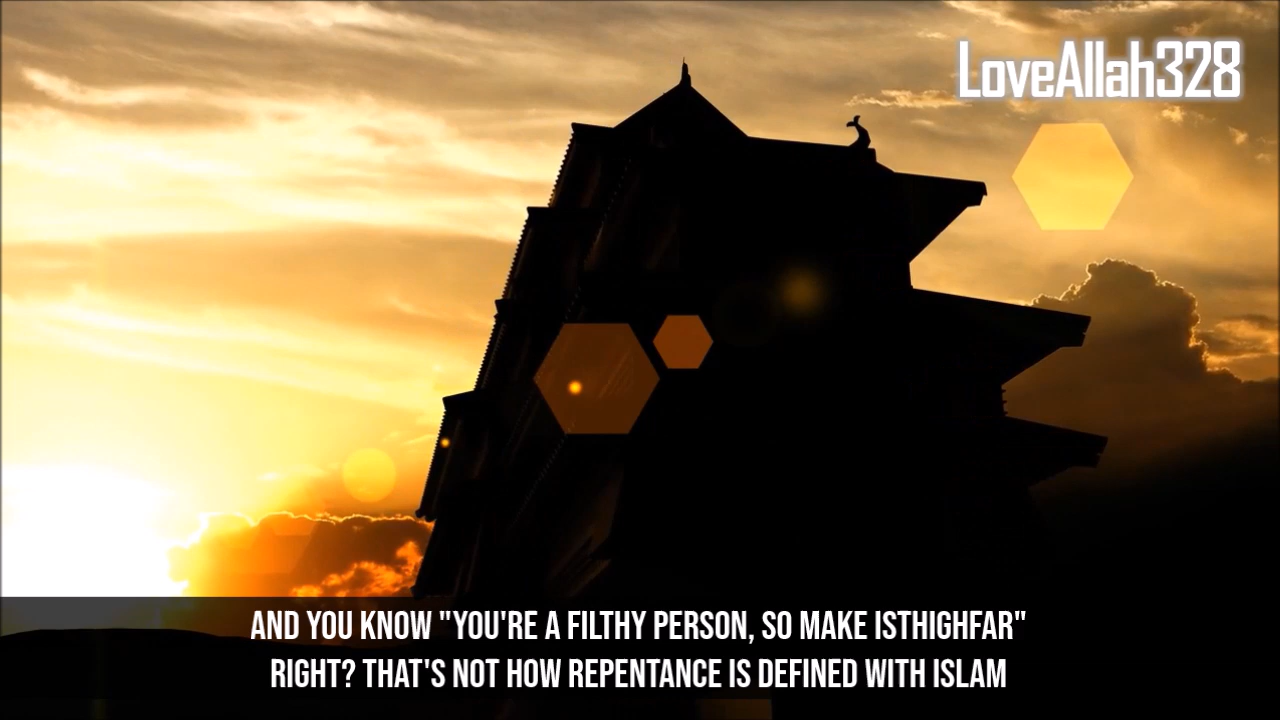 LoveAllah328
AND YOU KNOW "YOU'RE A FILTHY PERSON, SO MAKE ISTHIGHFAR"
RIGHT? THAT'S NOT HOW REPENTANCE IS DEFINED WITH ISLAM